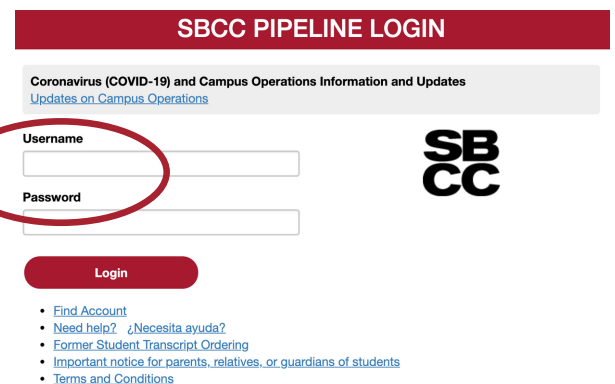 SBCC PIPELINE LOGIN
Coronavirus (COVID-19) and Campus Operations Information and Updates
Updates on Campus Operations
Username
SB
CC
Password
Login
• Find Account
• Need help? ¿Necesita ayuda?
• Former Student Transcript Ordering
• Important notice for parents, relatives, or guardians of students
• Terms and Conditions